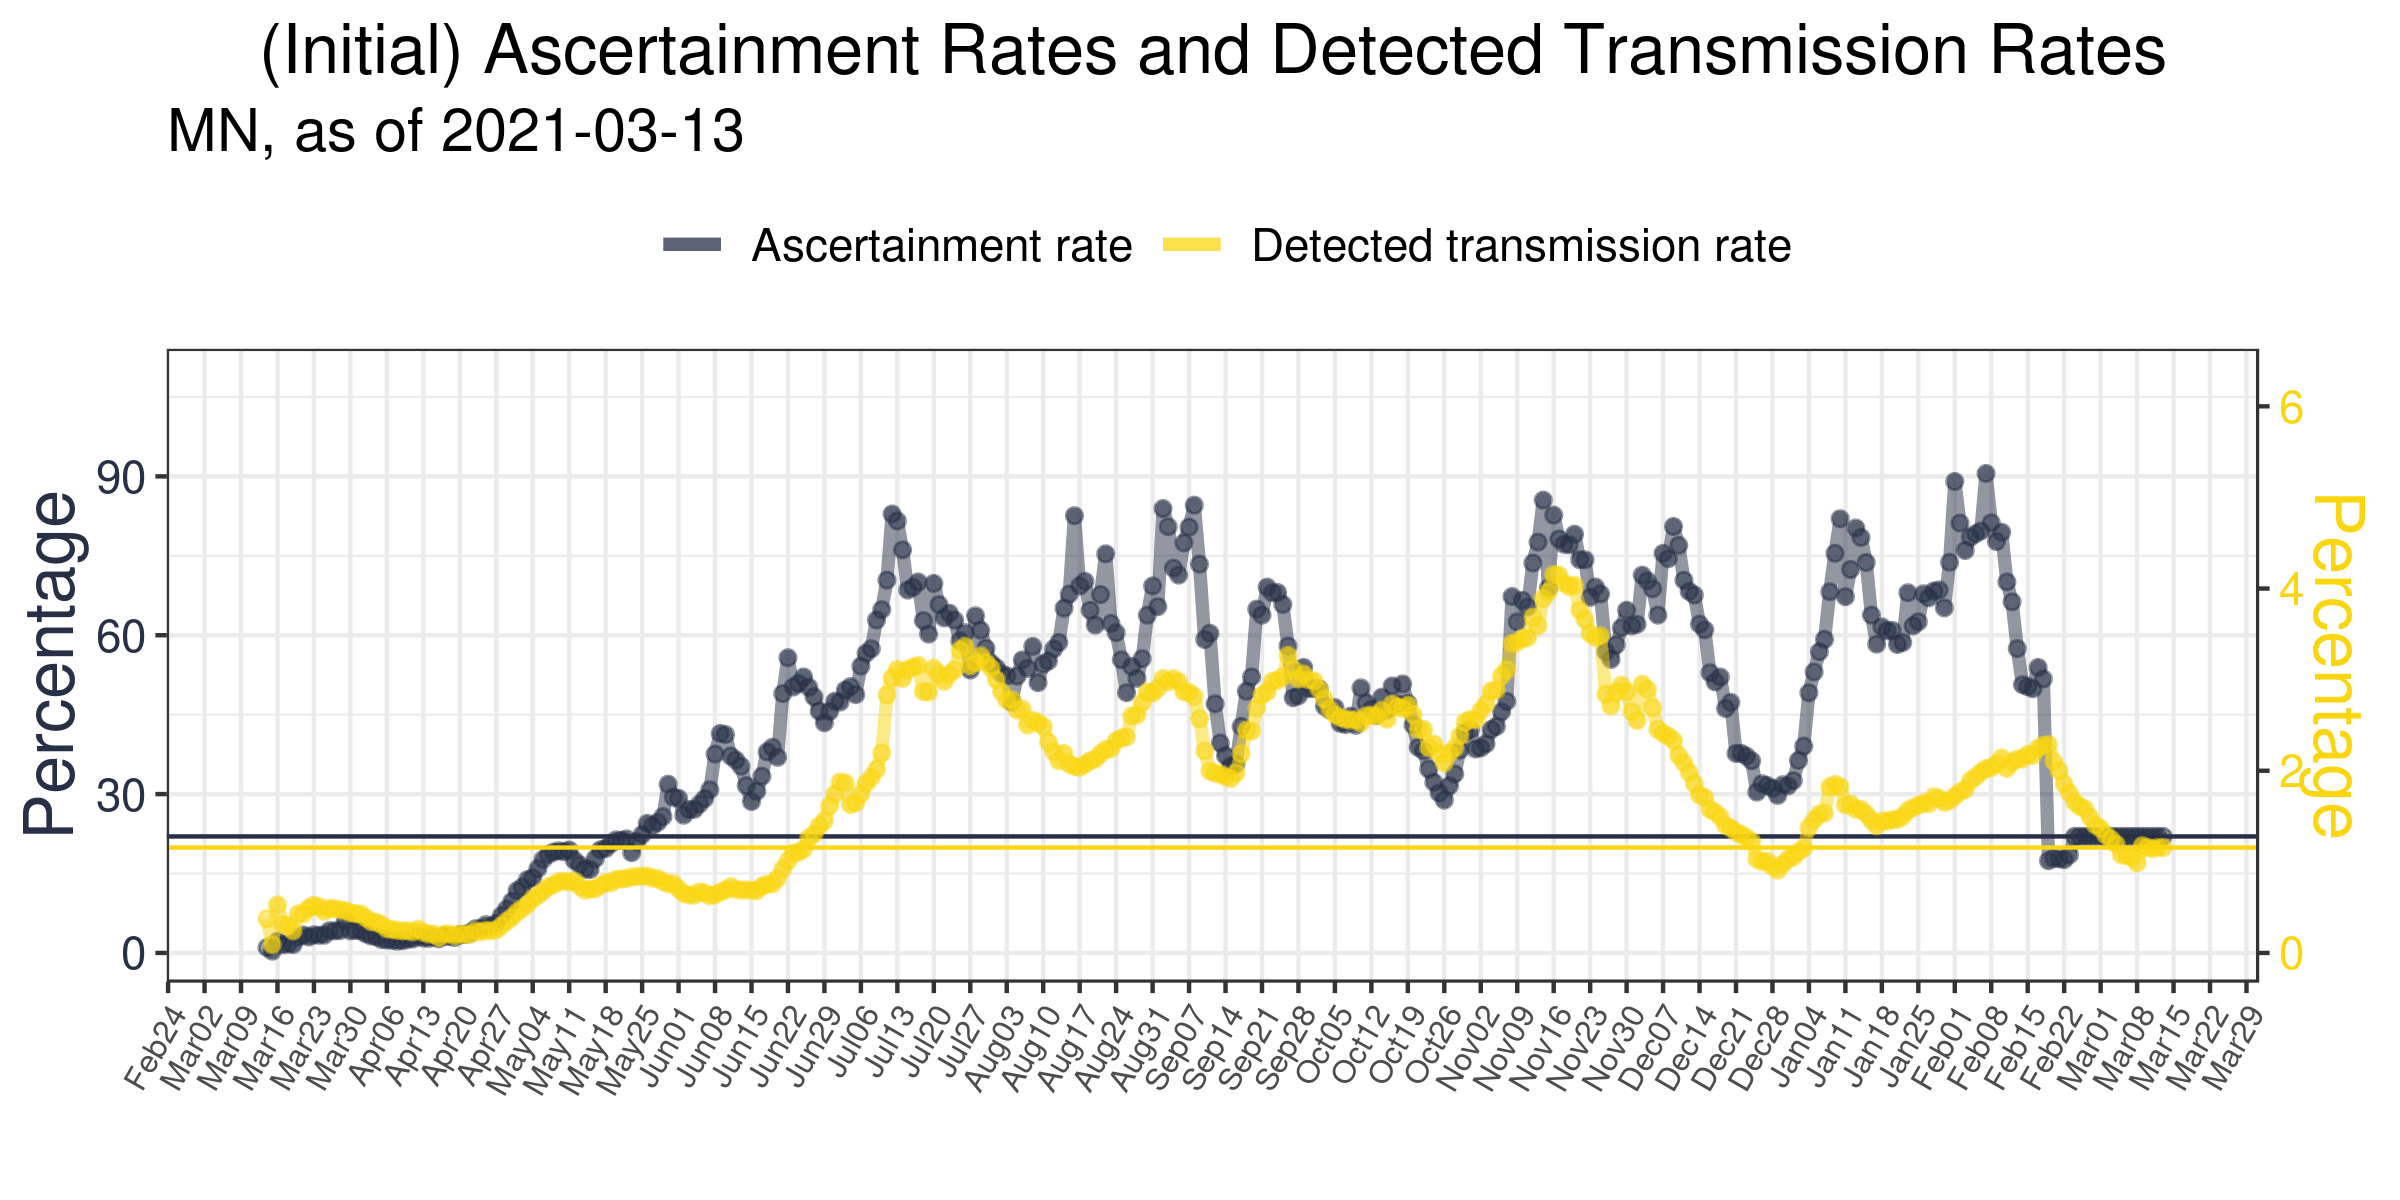 (Initial) Ascertainment Rates and Detected Transmission Rates
MN, as of 2021-03-13
Ascertainment rate
Detected transmission rate
Percentage
90
60
30
0
6
4
2
0
Percentage
Feb24
Mar02
Mar09
Mar16
Mar23
Mar30
Apr06
Apr13
Apr20
Apr27
May04
May11
May18
May25
Jun01
Jun08
Jun15
Jun22
Jun29
Jul06
Jul13
Jul20
Jul27
Aug03
Aug10
Aug17
Aug24
Aug31
Sep07
Sep14
Sep21
Sep28
Oct05
Oct12
Oct19
Oct26
Nov02
Nov09
Nov16
Nov23
Nov30
Dec07
Dec14
Dec21
Dec28
Jan04
Jan11
Jan18
Jan25
Feb01
Feb08
Feb15
Feb22
Mar01
Mar08
Mar15
Mar22
Mar29